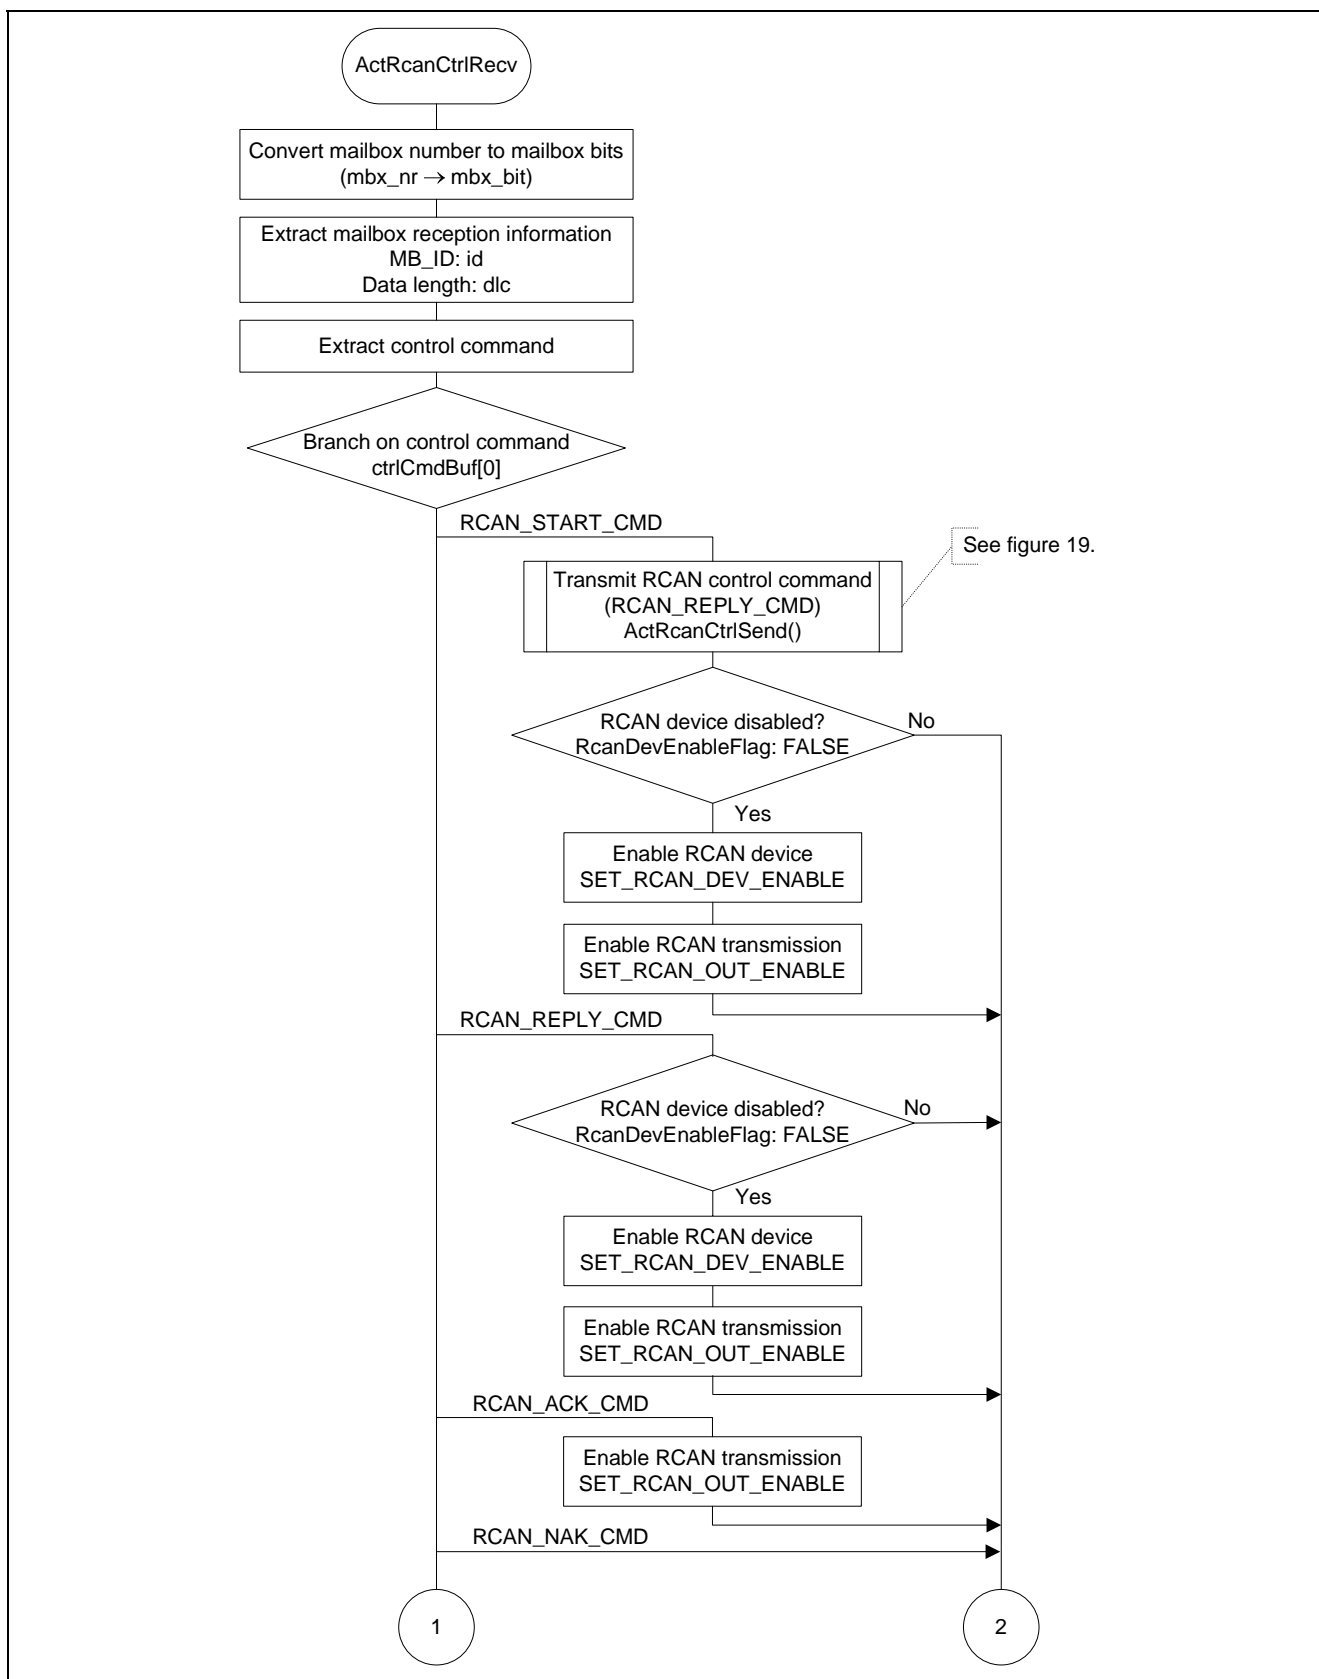 ActRcanCtrlRecv
Convert mailbox number to mailbox bits
(mbx_nr → mbx_bit)
Extract mailbox reception information
MB_ID: id
Data length: dlc
Extract control command
Branch on control command
ctrlCmdBuf[0]
RCAN_START_CMD
See figure 19.
Transmit RCAN control command
(RCAN_REPLY_CMD)
ActRcanCtrlSend()
RCAN device disabled?
RcanDevEnableFlag: FALSE
No
Yes
Enable RCAN device
SET_RCAN_DEV_ENABLE
Enable RCAN transmission
SET_RCAN_OUT_ENABLE
RCAN_REPLY_CMD
RCAN device disabled?
RcanDevEnableFlag: FALSE
No
Yes
Enable RCAN device
SET_RCAN_DEV_ENABLE
Enable RCAN transmission
SET_RCAN_OUT_ENABLE
RCAN_ACK_CMD
Enable RCAN transmission
SET_RCAN_OUT_ENABLE
RCAN_NAK_CMD
1
2